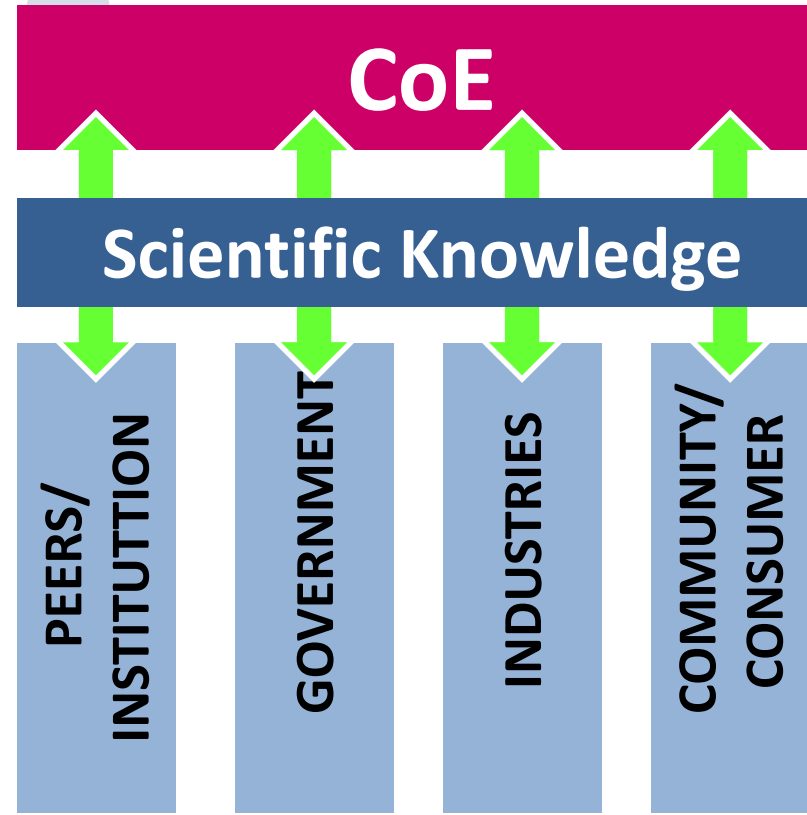 CoE
Scientific Knowledge
PEERS/
INSTITUTTION
GOVERNMENT
INDUSTRIES
COMMUNITY/
CONSUMER